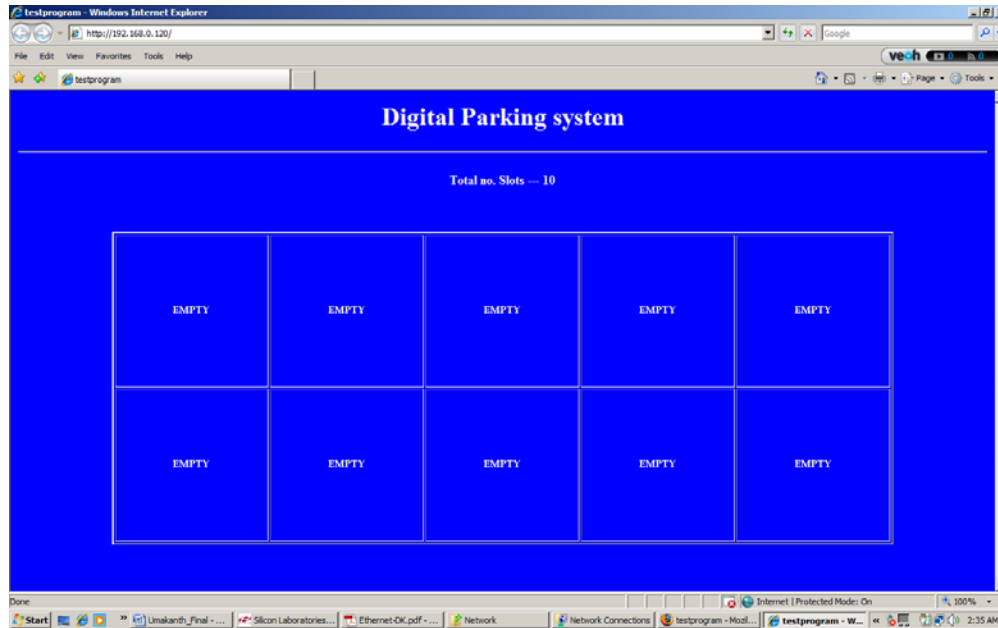 testprogram - Windows Internet Explorer
http://192.168.0.120/
Google
File Edit View Favorites Tools Help
veoh
testprogram
Page Tools
Digital Parking system
Total no. Slots --- 10
EMPTY EMPTY EMPTY EMPTY EMPTY
EMPTY EMPTY EMPTY EMPTY EMPTY
Done
Internet | Protected Mode: On
100%
Start
Umakanth_Final - ...
Silicon Laboratories...
Ethernet-DK.pdf - ...
Network
Network Connections
testprogram - Mozil...
testprogram - W...
2:35 AM